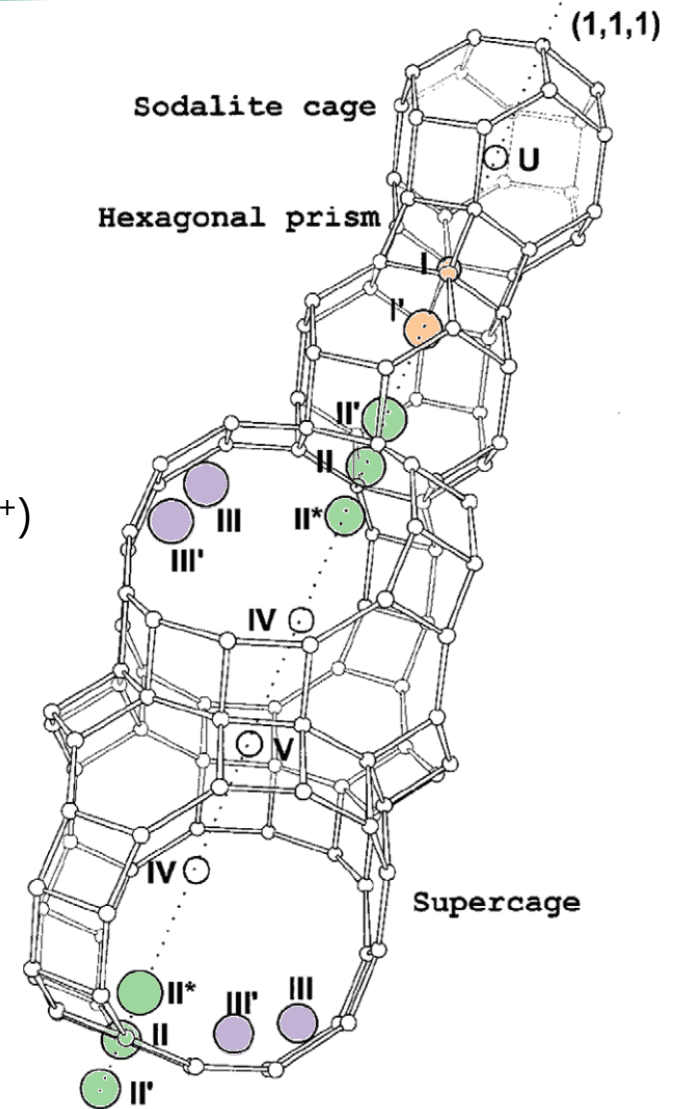 (1,1,1)
Sodalite cage
U
Hexagonal prism
I
I'
II'
II
III
II*
+)
III'
IV
V
IV
Supercage
II*
III'
III
II
II'